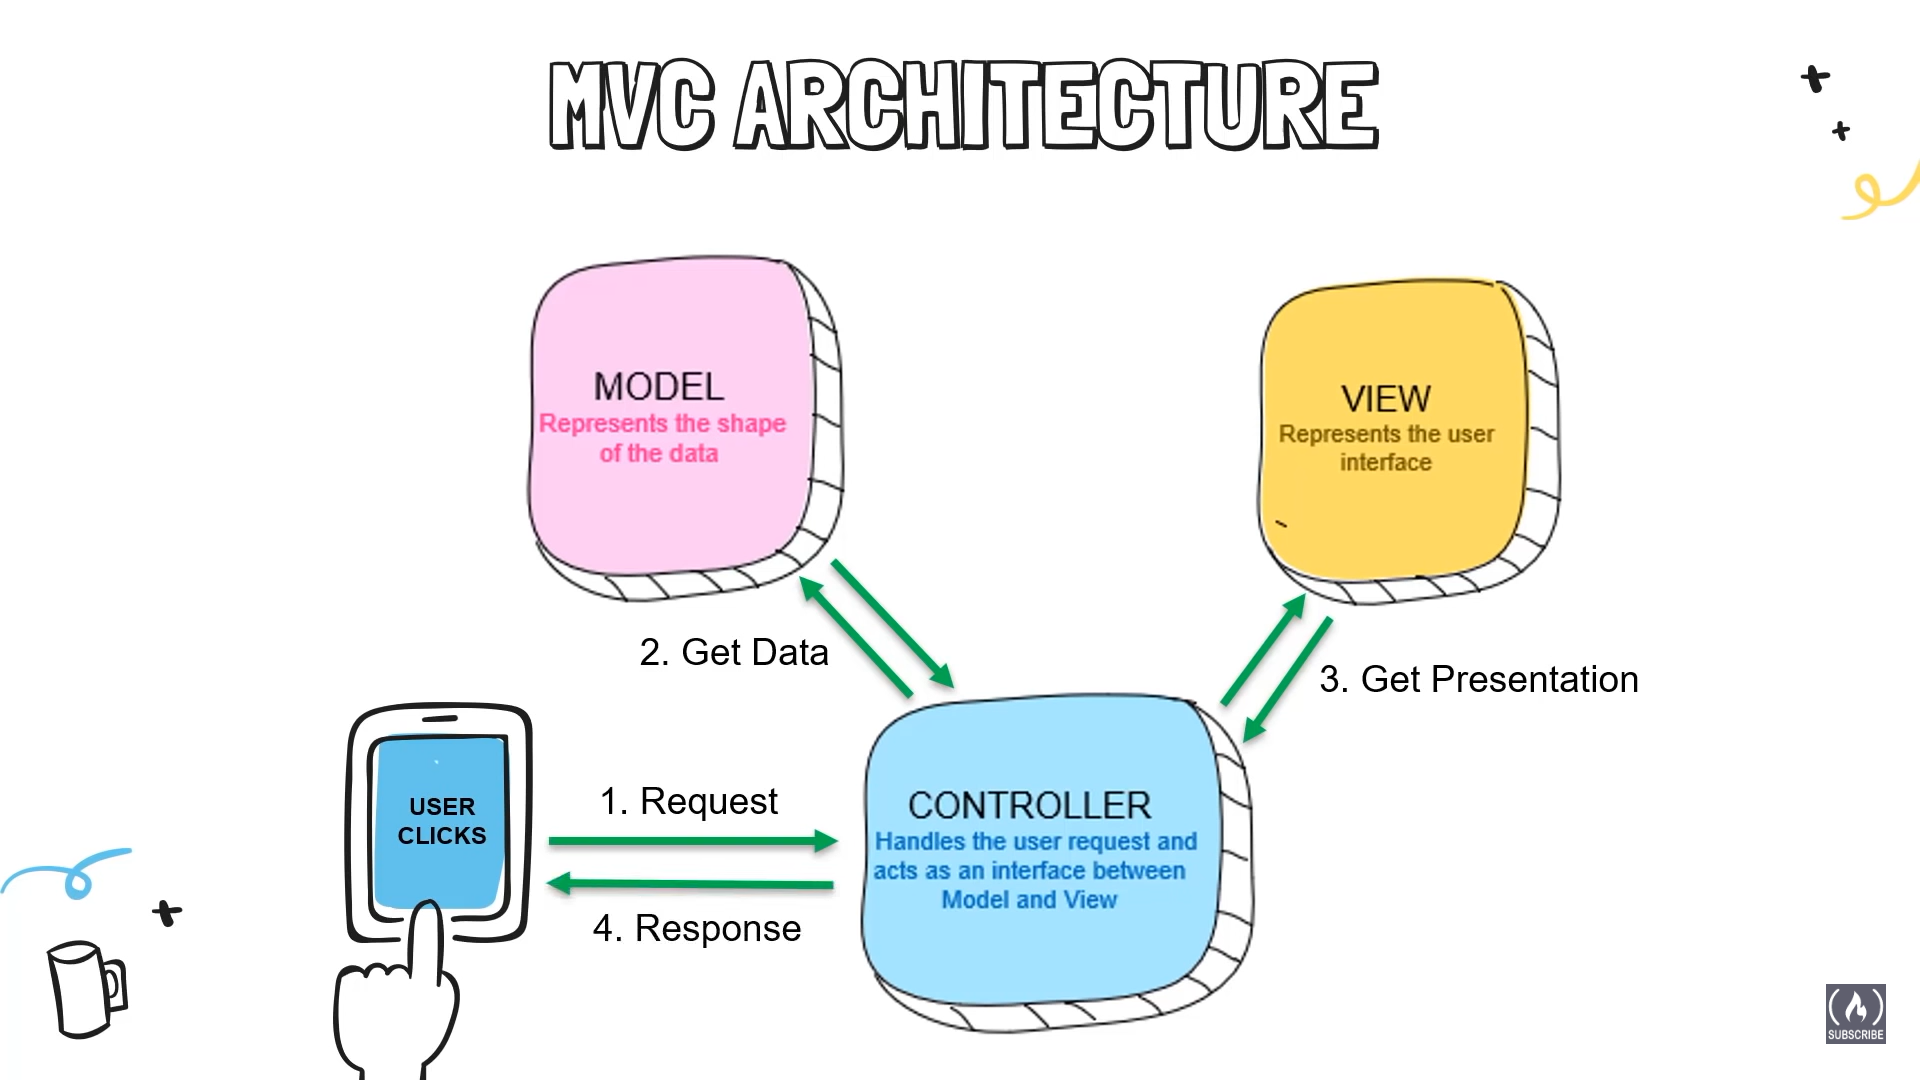 MVC ARCHITECTURE
MODEL
Represents the shape
of the data
VIEW
Represents the user
interface
2. Get Data
3. Get Presentation
USER
CLICKS
1. Request
4. Response
CONTROLLER
Handles the user request and
acts as an interface between
Model and View
SUBSCRIBE